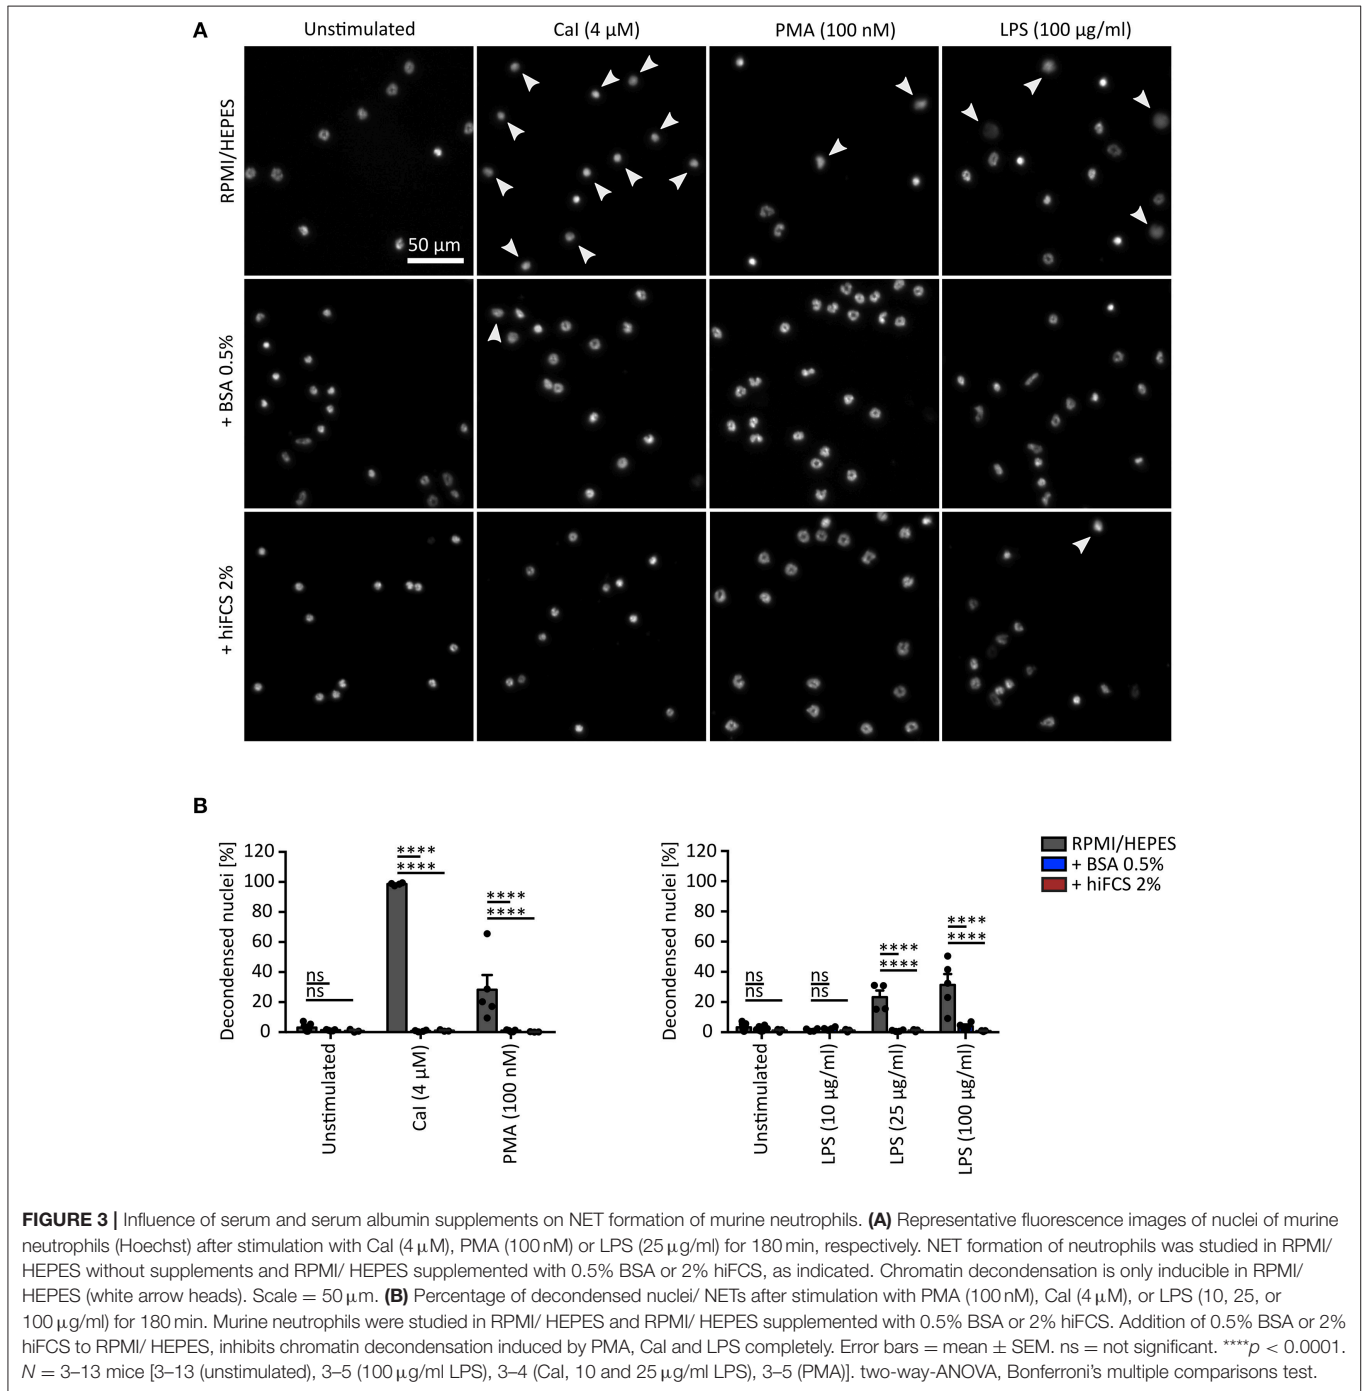 A
Unstimulated
CaI (4 µM)
PMA (100 nM)
LPS (100 µg/ml)
RPMI/HEPES
50 µm
+ BSA 0.5%
+ hiFCS 2%
B
Decondensed nuclei [%]
120
100
80
60
40
20
0
ns
ns
****
****
****
****
Unstimulated
CaI (4 µM)
PMA (100 nM)
Decondensed nuclei [%]
120
100
80
60
40
20
0
ns
ns
ns
ns
****
****
****
****
Unstimulated
LPS (10 µg/ml)
LPS (25 µg/ml)
LPS (100 µg/ml)
RPMI/HEPES
+ BSA 0.5%
+ hiFCS 2%
FIGURE 3 | Influence of serum and serum albumin supplements on NET formation of murine neutrophils. (A) Representative fluorescence images of nuclei of murine
neutrophils (Hoechst) after stimulation with CaI (4 µM), PMA (100 nM) or LPS (25 µg/ml) for 180 min, respectively. NET formation of neutrophils was studied in RPMI/
HEPES without supplements and RPMI/ HEPES supplemented with 0.5% BSA or 2% hiFCS, as indicated. Chromatin decondensation is only inducible in RPMI/
HEPES (white arrow heads). Scale = 50 µm. (B) Percentage of decondensed nuclei/ NETs after stimulation with PMA (100 nM), CaI (4 µM), or LPS (10, 25, or
100 µg/ml) for 180 min. Murine neutrophils were studied in RPMI/ HEPES and RPMI/ HEPES supplemented with 0.5% BSA or 2% hiFCS. Addition of 0.5% BSA or 2%
hiFCS to RPMI/ HEPES, inhibits chromatin decondensation induced by PMA, CaI and LPS completely. Error bars = mean ± SEM. ns = not significant. ****p < 0.0001.
N = 3–13 mice [3–13 (unstimulated), 3–5 (100 µg/ml LPS), 3–4 (CaI, 10 and 25 µg/ml LPS), 3–5 (PMA)]. two-way-ANOVA, Bonferroni's multiple comparisons test.